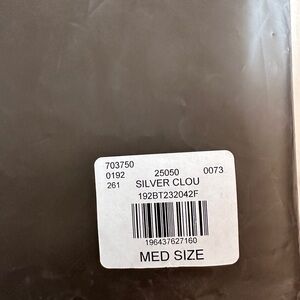 703750
0192 25050 0073
261 SILVER CLOU
192BT232042F
196437627160
MED SIZE